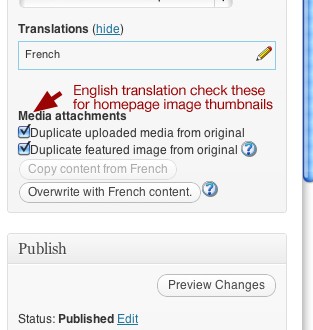 Translations (hide)
French
English translation check these
for homepage image thumbnails
Media attachments
Duplicate uploaded media from original
Duplicate featured image from original
Copy content from French
Overwrite with French content.
Publish
Preview Changes
Status: Published Edit